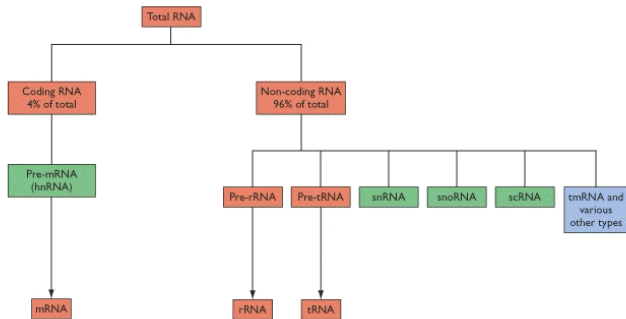 Total RNA
Coding RNA
4% of total
Non-coding RNA
96% of total
Pre-mRNA
(hnRNA)
Pre-rRNA
Pre-tRNA
snRNA
snoRNA
scRNA
tmRNA and
various
other types
mRNA
rRNA
tRNA